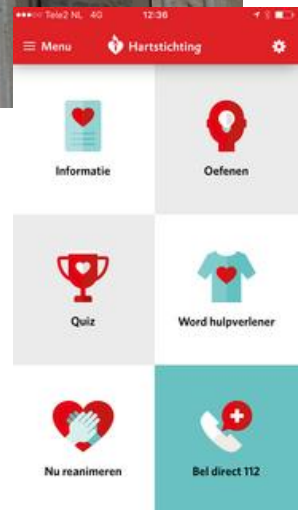 Tele2 NL 4G 12:36
Menu Hartstichting
Informatie Oefenen
Quiz Word hulpverlener
Nu reanimeren Bel direct 112